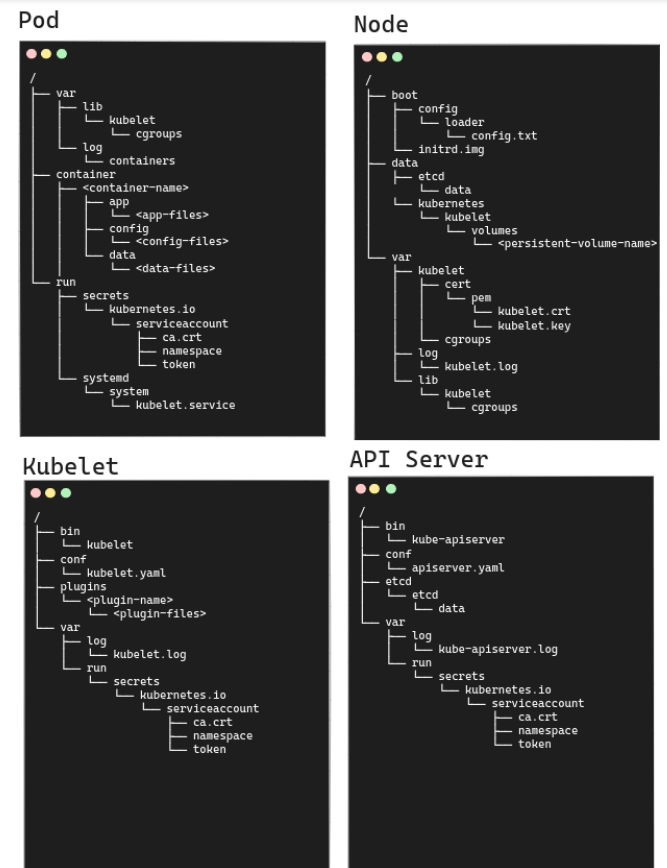 Pod
/
├── var
│   ├── lib
│   │   └── kubelet
│   │       └── cgroups
│   └── log
│       └── containers
├── container
│   ├── <container-name>
│   │   ├── app
│   │   │   └── <app-files>
│   │   ├── config
│   │   │   └── <config-files>
│   │   └── data
│   │       └── <data-files>
└── run
    ├── secrets
    │   └── kubernetes.io
    │       └── serviceaccount
    │           ├── ca.crt
    │           ├── namespace
    │           └── token
    └── systemd
        └── system
            └── kubelet.service
Node
/
├── boot
│   ├── config
│   │   └── loader
│   │       └── config.txt
│   └── initrd.img
├── data
│   ├── etcd
│   │   └── data
│   └── kubernetes
│       └── kubelet
│           └── volumes
│               └── <persistent-volume-name>
└── var
    ├── kubelet
    │   ├── cert
    │   │   └── pem
    │   │       └── kubelet.crt
    │   │       └── kubelet.key
    │   └── cgroups
    ├── log
    │   └── kubelet.log
    └── lib
        └── kubelet
            └── cgroups
Kubelet
/
├── bin
│   └── kubelet
├── conf
│   └── kubelet.yaml
├── plugins
│   └── <plugin-name>
│       └── <plugin-files>
└── var
    ├── log
    │   └── kubelet.log
    └── run
        └── secrets
            └── kubernetes.io
                └── serviceaccount
                    ├── ca.crt
                    ├── namespace
                    └── token
API Server
/
├── bin
│   └── kube-apiserver
├── conf
│   └── apiserver.yaml
├── etcd
│   └── etcd
│       └── data
└── var
    ├── log
    │   └── kube-apiserver.log
    └── run
        └── secrets
            └── kubernetes.io
                └── serviceaccount
                    ├── ca.crt
                    ├── namespace
                    └── token